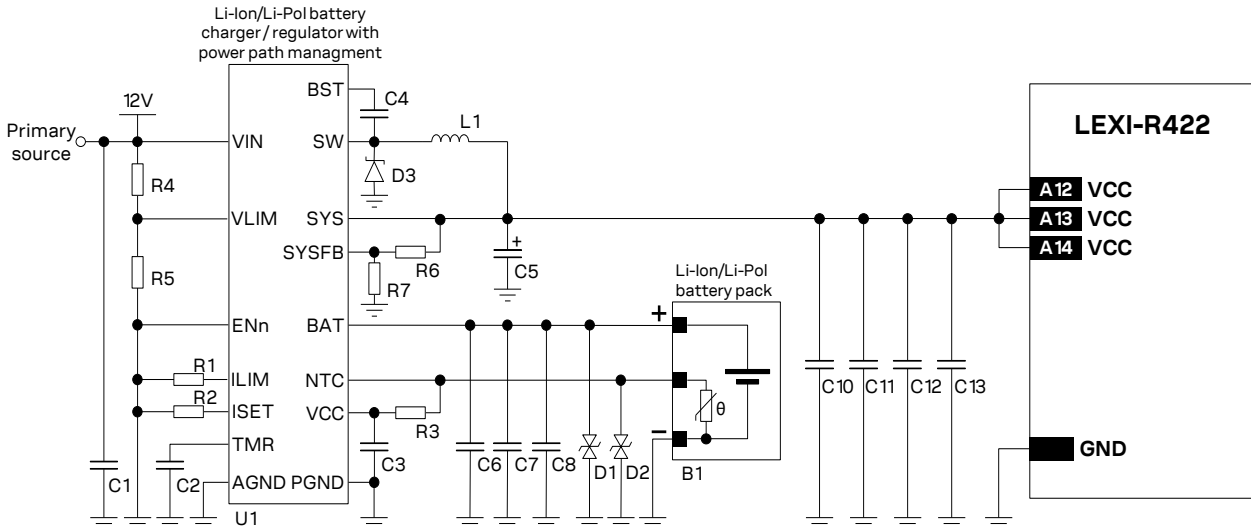 Li-Ion/Li-Pol battery
charger / regulator with
power path managment
12V
Primary
source
VIN
BST
C4
SW
L1
LEXI-R422
R4
D3
A12 VCC
VLIM
SYS
A13 VCC
SYSFB
R6
C5
+
A14 VCC
R5
R7
Li-Ion/Li-Pol
battery pack
ENn
BAT
+
R1
ILIM
NTC
C10
C11
C12
C13
R2
ISET
VCC
R3
θ
TMR
–
GND
C1
C2
C3
C6
C7
C8
D1
D2
B1
AGND PGND
U1